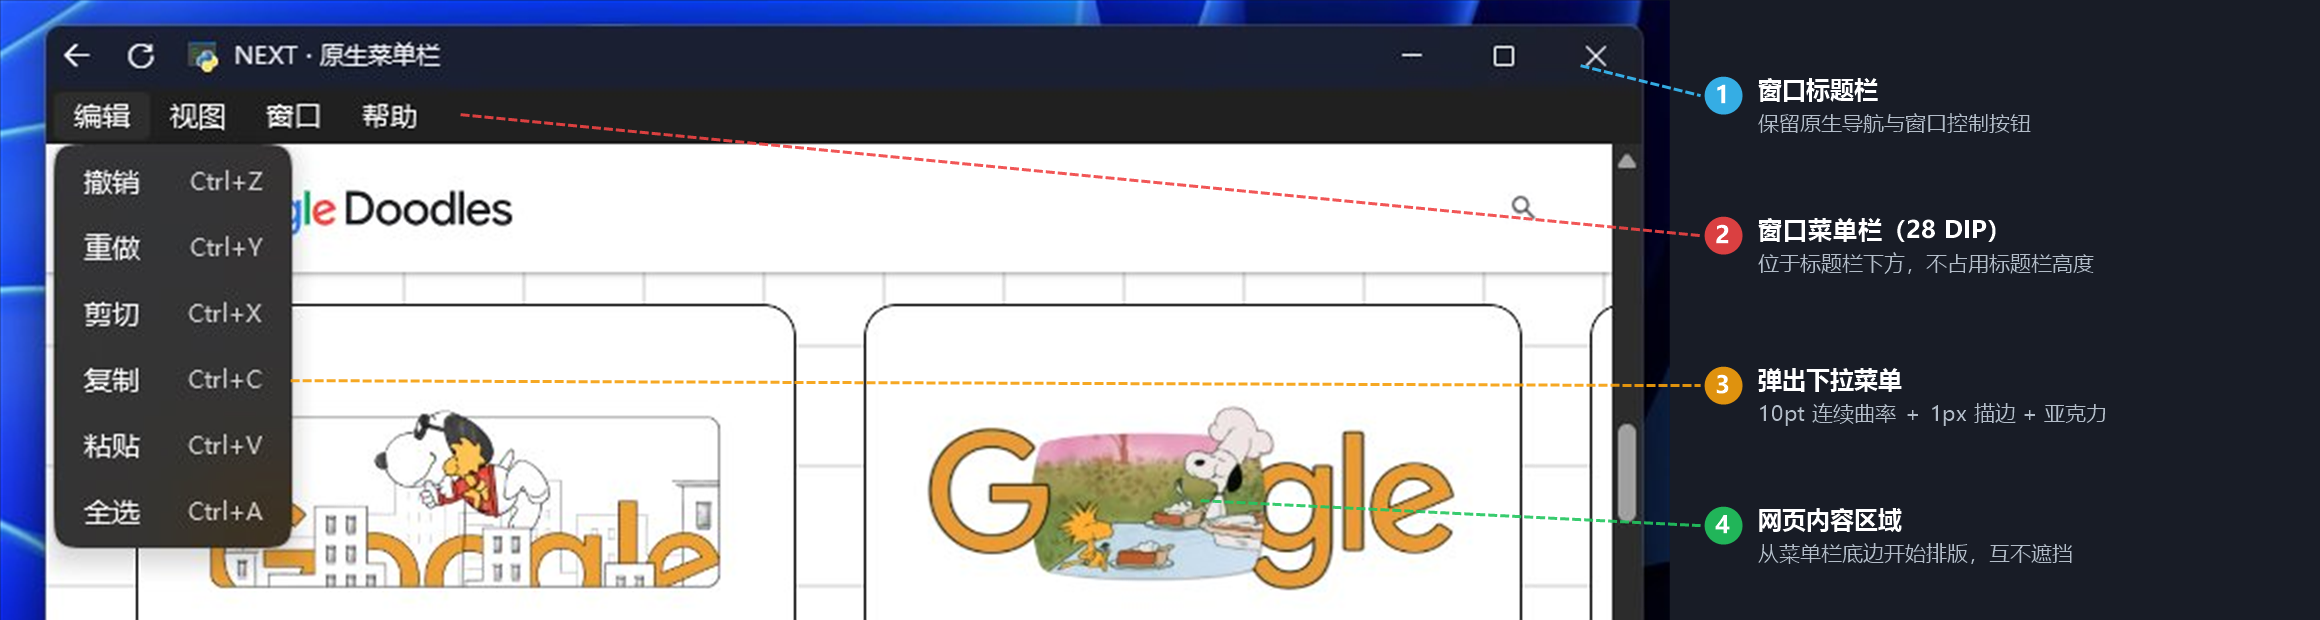 NEXT · 原生菜单栏
编辑 视图 窗口 帮助
撤销 Ctrl+Z
重做 Ctrl+Y
剪切 Ctrl+X
复制 Ctrl+C
粘贴 Ctrl+V
全选 Ctrl+A
gle Doodles
Google
Google
1 窗口标题栏
保留原生导航与窗口控制按钮
2 窗口菜单栏（28 DIP）
位于标题栏下方，不占用标题栏高度
3 弹出下拉菜单
10pt 连续曲率 + 1px 描边 + 亚克力
4 网页内容区域
从菜单栏底边开始排版，互不遮挡